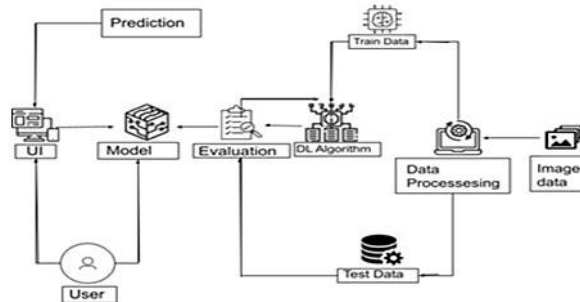 Prediction
Train Data
UI
Model
Evaluation
DL Algorithm
Data
Processesing
Image
data
Test Data
User